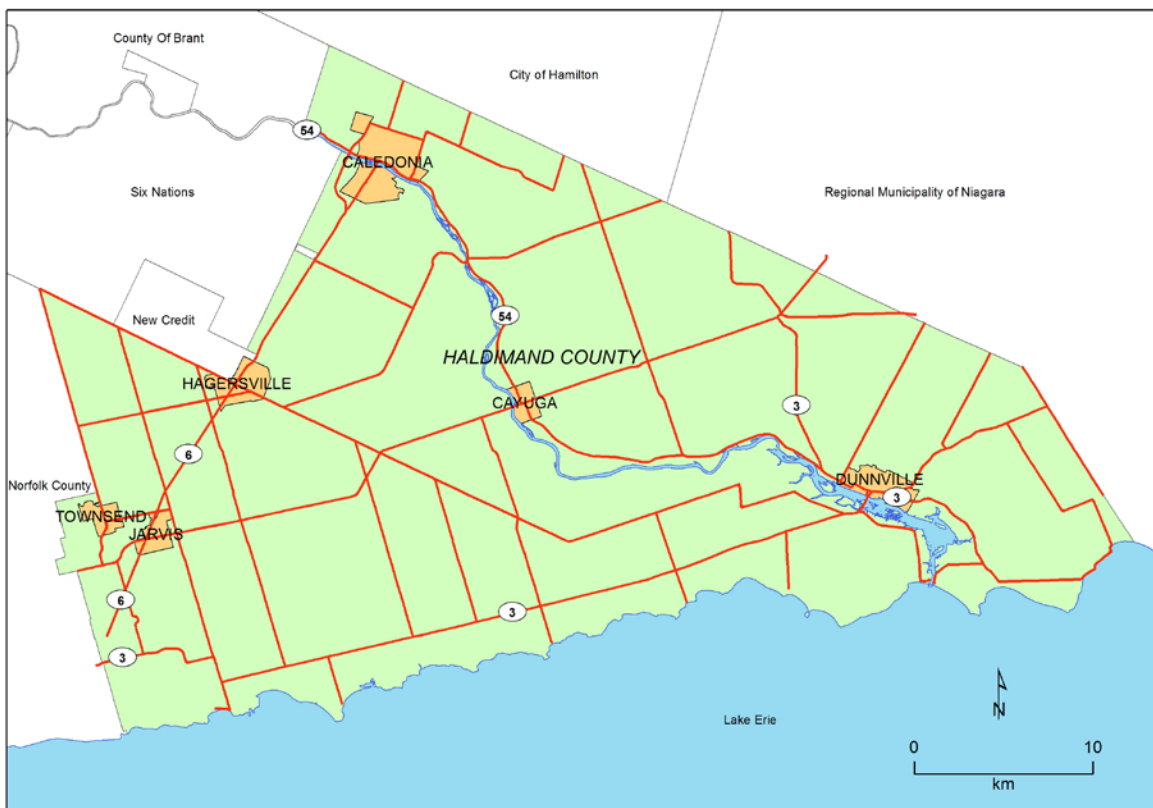 County Of Brant
City of Hamilton
54
CALEDONIA
Six Nations
Regional Municipality of Niagara
New Credit
54
HALDIMAND COUNTY
HAGERSVILLE
CAYUGA
3
6
DUNNVILLE
Norfolk County
3
TOWNSEND
JARVIS
6
3
3
N
Lake Erie
0 10
km